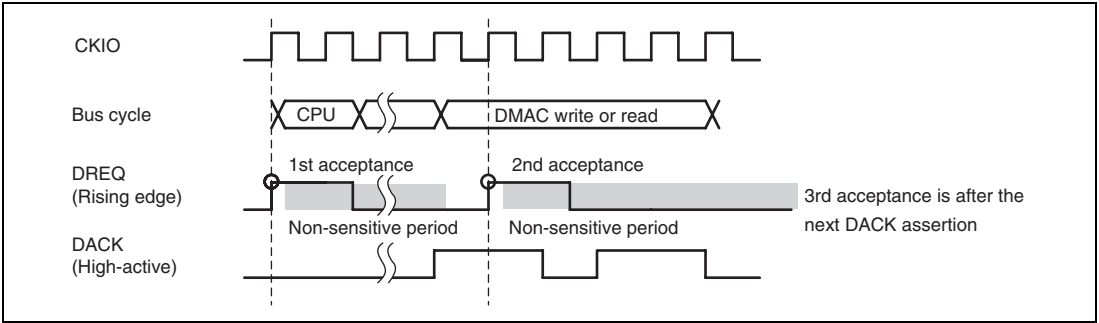 CKIO
Bus cycle
CPU
DMAC write or read
DREQ
(Rising edge)
1st acceptance
2nd acceptance
3rd acceptance is after the
next DACK assertion
Non-sensitive period
Non-sensitive period
DACK
(High-active)